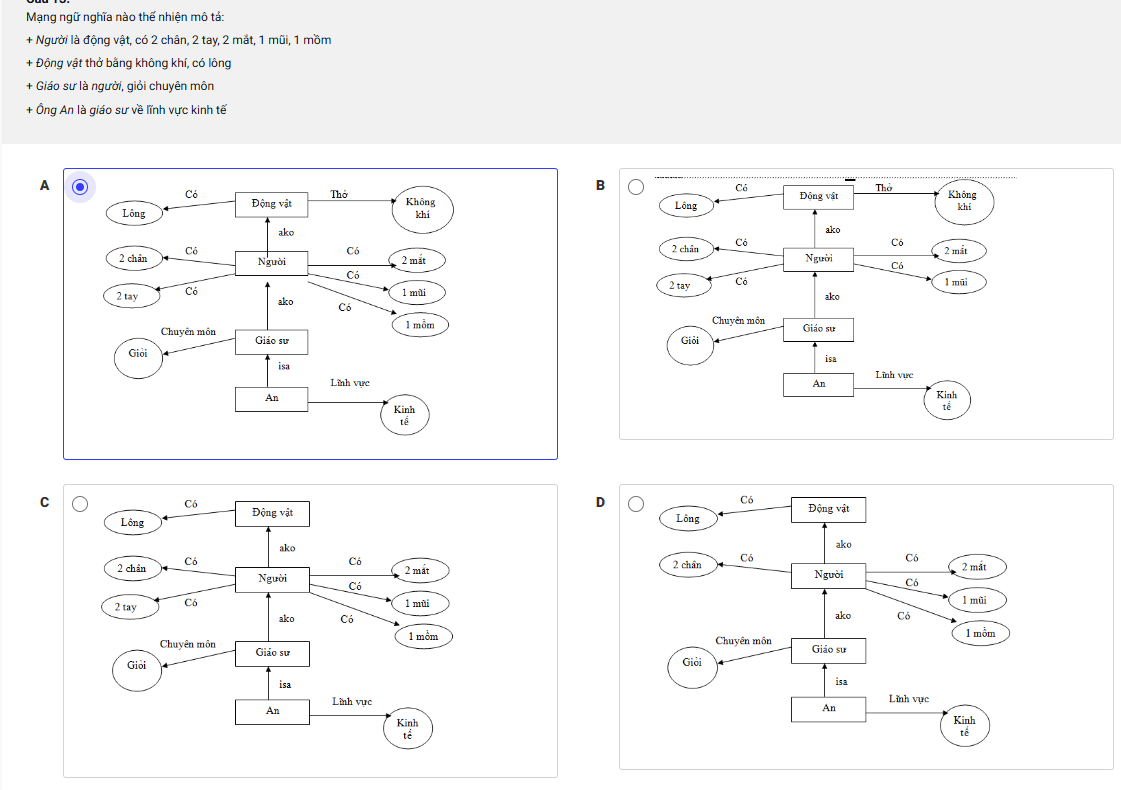 Câu 13:
Mạng ngữ nghĩa nào thể nhiện mô tả:
+ Người là động vật, có 2 chân, 2 tay, 2 mắt, 1 mũi, 1 mồm
+ Động vật thở bằng không khí, có lông
+ Giáo sư là người, giỏi chuyên môn
+ Ông An là giáo sư về lĩnh vực kinh tế
A
Có
Động vật
Thở
Không
khí
Lông
ako
2 chân
Có
Người
Có
2 mắt
Có
2 tay
Có
1 mũi
ako
Có
1 mồm
Chuyên môn
Giỏi
Giáo sư
isa
An
Lĩnh vực
Kinh
tế
B
Có
Động vật
Thở
Không
khí
Lông
ako
2 chân
Có
Người
Có
2 mắt
Có
2 tay
Có
1 mũi
ako
Chuyên môn
Giỏi
Giáo sư
isa
An
Lĩnh vực
Kinh
tế
C
Có
Động vật
Lông
ako
2 chân
Có
Người
Có
2 mắt
Có
2 tay
Có
1 mũi
ako
Có
1 mồm
Chuyên môn
Giỏi
Giáo sư
isa
An
Lĩnh vực
Kinh
tế
D
Có
Động vật
Lông
ako
2 chân
Có
Người
Có
2 mắt
Có
1 mũi
ako
Có
1 mồm
Chuyên môn
Giỏi
Giáo sư
isa
An
Lĩnh vực
Kinh
tế